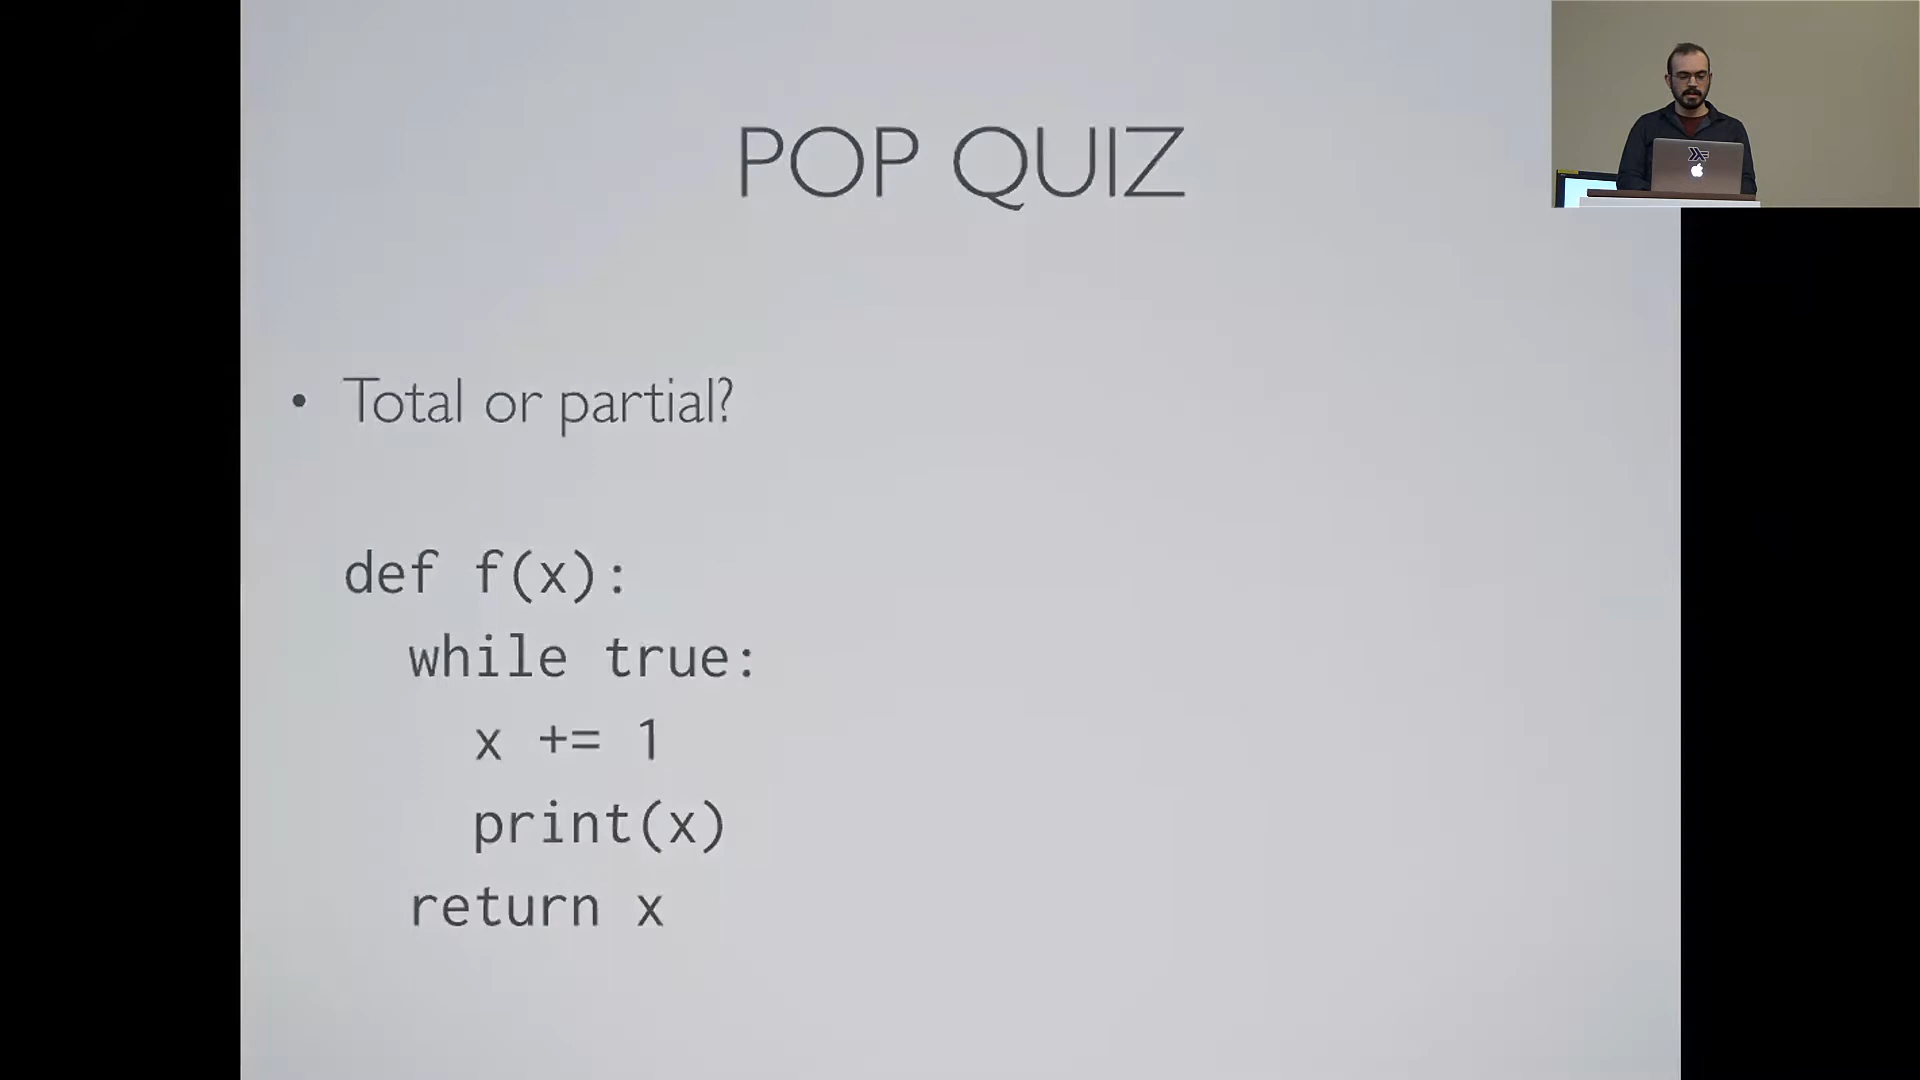 POP QUIZ
• Total or partial?
def f(x):
  while true:
    x += 1
    print(x)
  return x